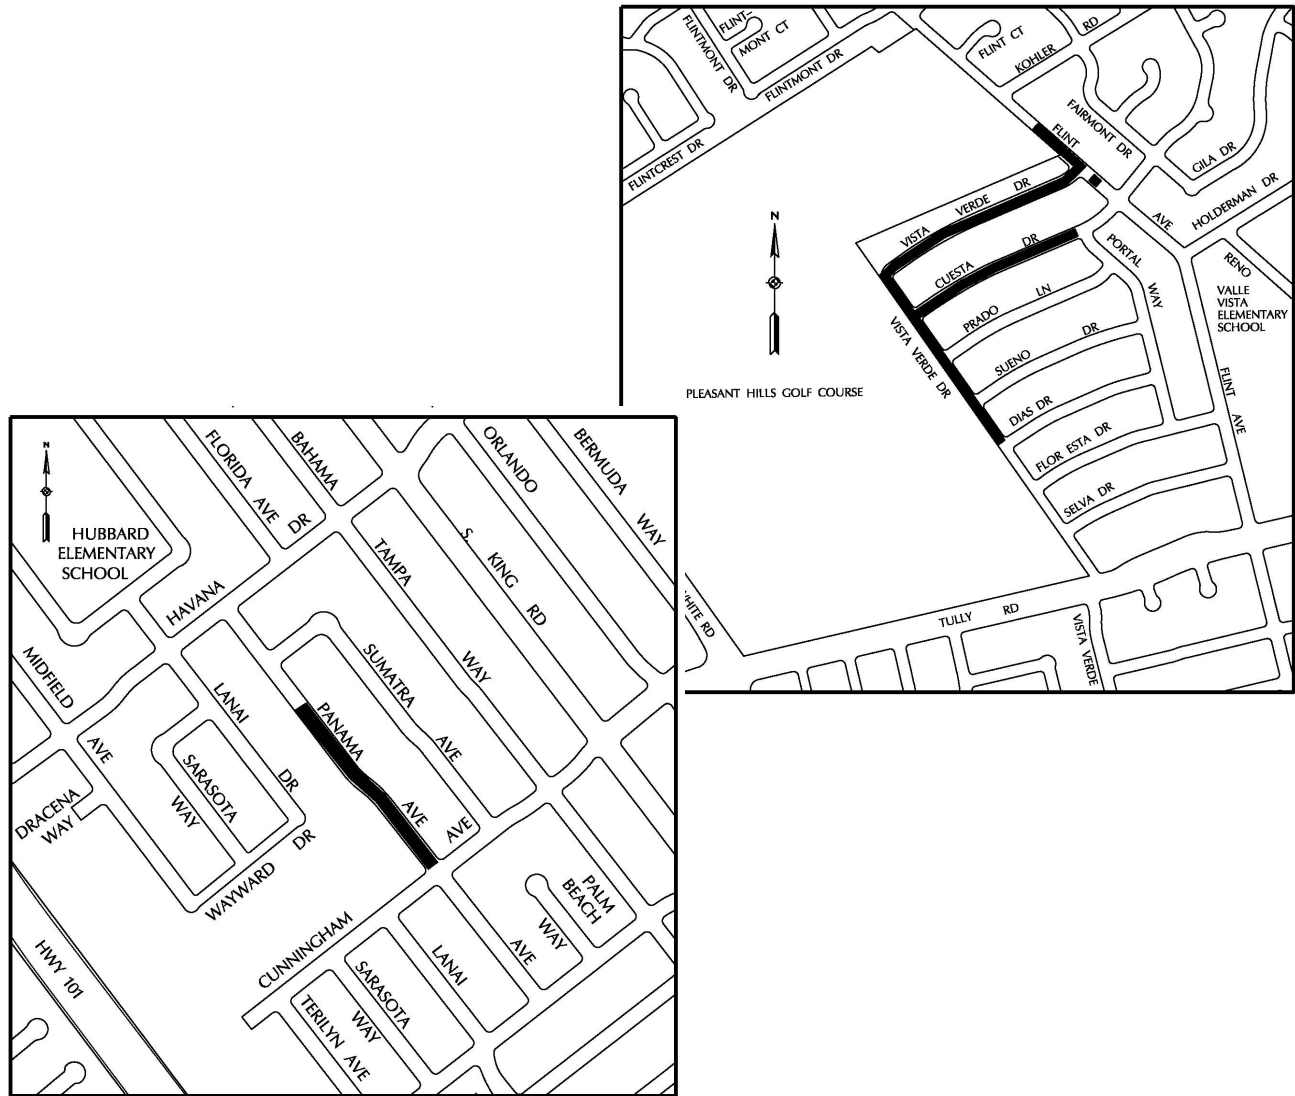 FLINTMONT DR
FLINT-
MONT CT
FLINTMONT DR
FLINTCREST DR
FLINT CT
KOHLER
RD
FLINT
FAIRMONT DR
GILA DR
HOLDERMAN DR
AVE
RENO
N
VISTA
VERDE
DR
CUESTA
DR
PORTAL
WAY
PRADO
LN
VALLE
VISTA
ELEMENTARY
SCHOOL
VISTA VERDE DR
SUENO
DR
PLEASANT HILLS GOLF COURSE
DIAS DR
FLINT
AVE
FLOR ESTA DR
SELVA DR
TULLY
RD
WHITE RD
VISTA VERDE
N
HUBBARD
ELEMENTARY
SCHOOL
FLORIDA
AVE
BAHAMA
DR
ORLANDO
BERMUDA
WAY
S. KING
RD
TAMPA
WAY
HAVANA
MIDFIELD
AVE
SUMATRA
AVE
LANAI
DR
PANAMA
AVE
SARASOTA
WAY
DRACENA
WAY
WAYWARD
DR
AVE
CUNNINGHAM
PALM
BEACH
WAY
AVE
LANAI
SARASOTA
WAY
TERILYN AVE
HWY 101